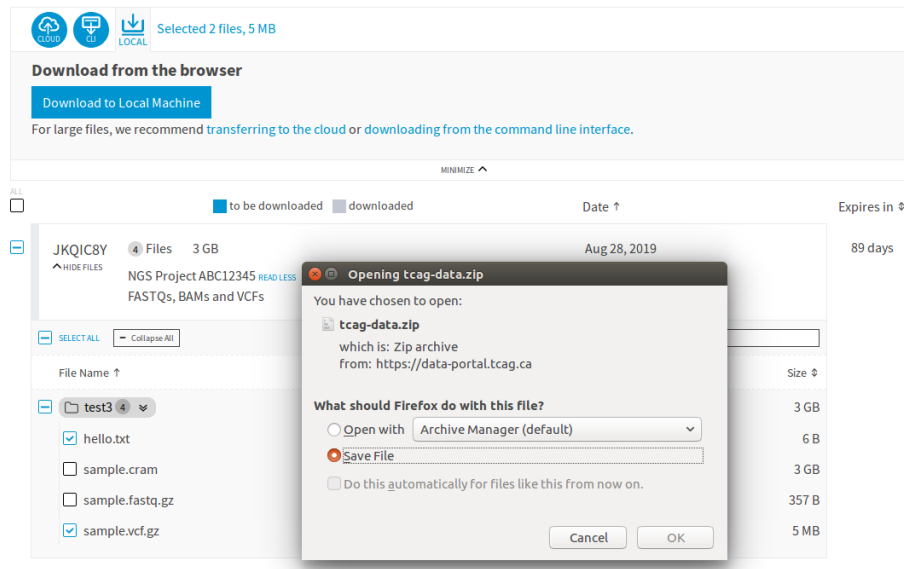 CLOUD CLI LOCAL Selected 2 files, 5 MB
Download from the browser
Download to Local Machine
For large files, we recommend transferring to the cloud or downloading from the command line interface.
MINIMIZE
ALL
to be downloaded downloaded Date ↑ Expires in
JKQIC8Y 4 Files 3 GB Aug 28, 2019 89 days
HIDE FILES
NGS Project ABC12345 READ LESS
FASTQs, BAMs and VCFs
SELECT ALL − Collapse All
File Name ↑ Size
test3 4 3 GB
hello.txt 6 B
sample.cram 3 GB
sample.fastq.gz 357 B
sample.vcf.gz 5 MB
Opening tcag-data.zip
You have chosen to open:
tcag-data.zip
which is: Zip archive
from: https://data-portal.tcag.ca
What should Firefox do with this file?
Open with Archive Manager (default)
Save File
Do this automatically for files like this from now on.
Cancel OK